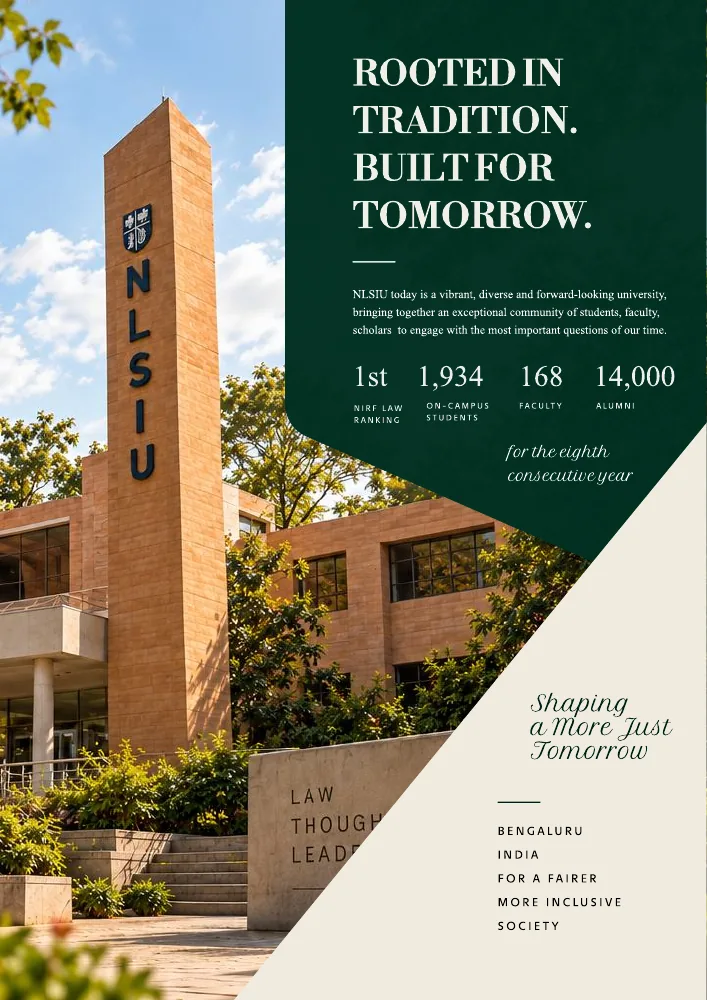 ROOTED IN
TRADITION.
BUILT FOR
TOMORROW.
NLSIU today is a vibrant, diverse and forward-looking university,
bringing together an exceptional community of students, faculty,
scholars to engage with the most important questions of our time.
1st 1,934 168 14,000
NIRF LAW RANKING
ON-CAMPUS STUDENTS
FACULTY
ALUMNI
for the eighth
consecutive year
NLSIU
LAW
THOUGH
LEADE
Shaping
a More Just
Tomorrow
BENGALURU
INDIA
FOR A FAIRER
MORE INCLUSIVE
SOCIETY